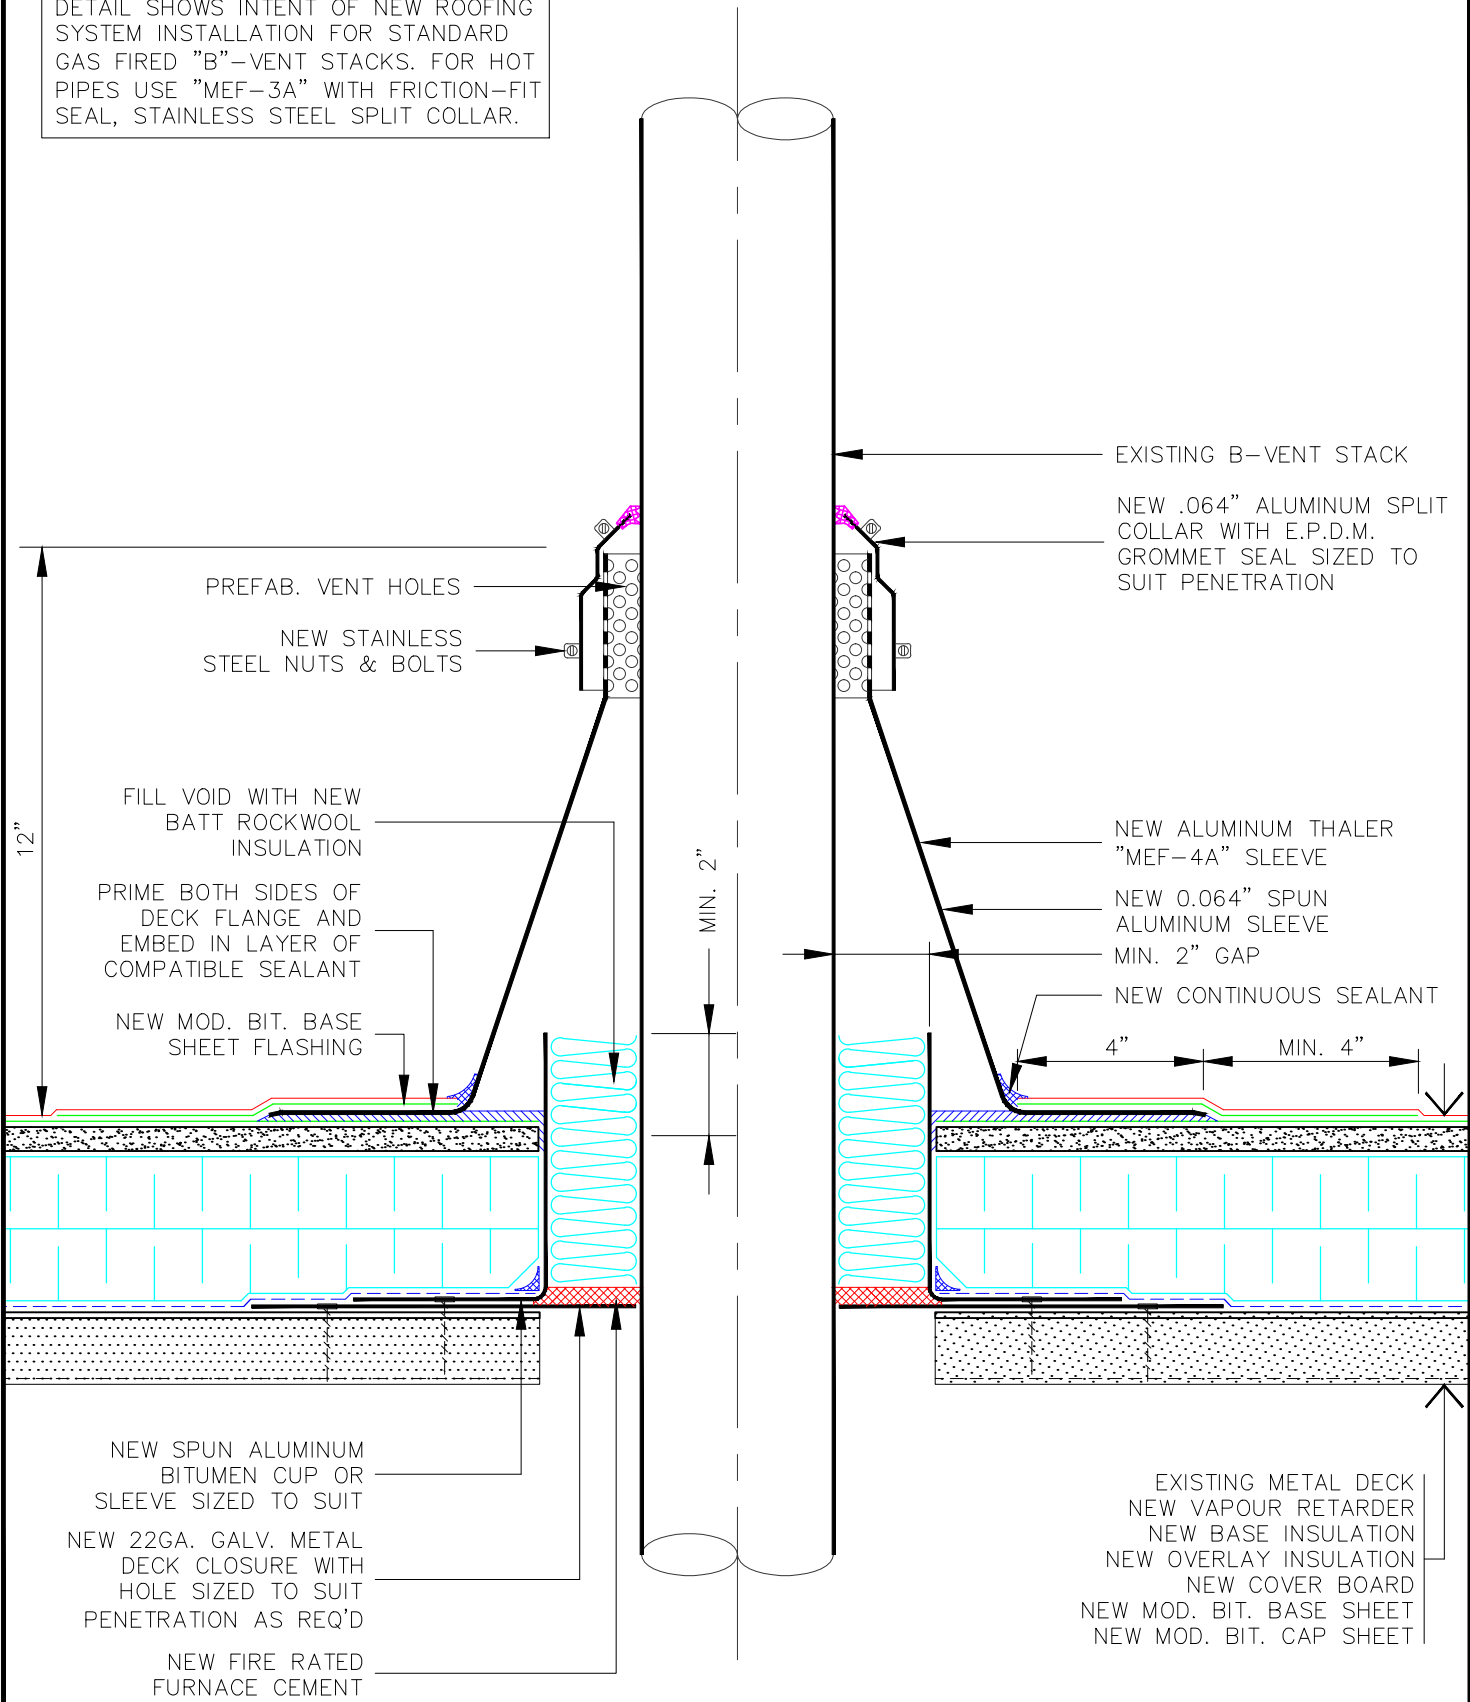 DETAIL SHOWS INTENT OF NEW ROOFING
SYSTEM INSTALLATION FOR STANDARD
GAS FIRED "B"-VENT STACKS. FOR HOT
PIPES USE "MEF-3A" WITH FRICTION-FIT
SEAL, STAINLESS STEEL SPLIT COLLAR.
EXISTING B-VENT STACK
NEW .064" ALUMINUM SPLIT
COLLAR WITH E.P.D.M.
GROMMET SEAL SIZED TO
SUIT PENETRATION
PREFAB. VENT HOLES
NEW STAINLESS
STEEL NUTS & BOLTS
12"
FILL VOID WITH NEW
BATT ROCKWOOL
INSULATION
PRIME BOTH SIDES OF
DECK FLANGE AND
EMBED IN LAYER OF
COMPATIBLE SEALANT
NEW MOD. BIT. BASE
SHEET FLASHING
MIN. 2"
NEW ALUMINUM THALER
"MEF-4A" SLEEVE
NEW 0.064" SPUN
ALUMINUM SLEEVE
MIN. 2" GAP
NEW CONTINUOUS SEALANT
4"
MIN. 4"
NEW SPUN ALUMINUM
BITUMEN CUP OR
SLEEVE SIZED TO SUIT
NEW 22GA. GALV. METAL
DECK CLOSURE WITH
HOLE SIZED TO SUIT
PENETRATION AS REQ'D
NEW FIRE RATED
FURNACE CEMENT
EXISTING METAL DECK
NEW VAPOUR RETARDER
NEW BASE INSULATION
NEW OVERLAY INSULATION
NEW COVER BOARD
NEW MOD. BIT. BASE SHEET
NEW MOD. BIT. CAP SHEET